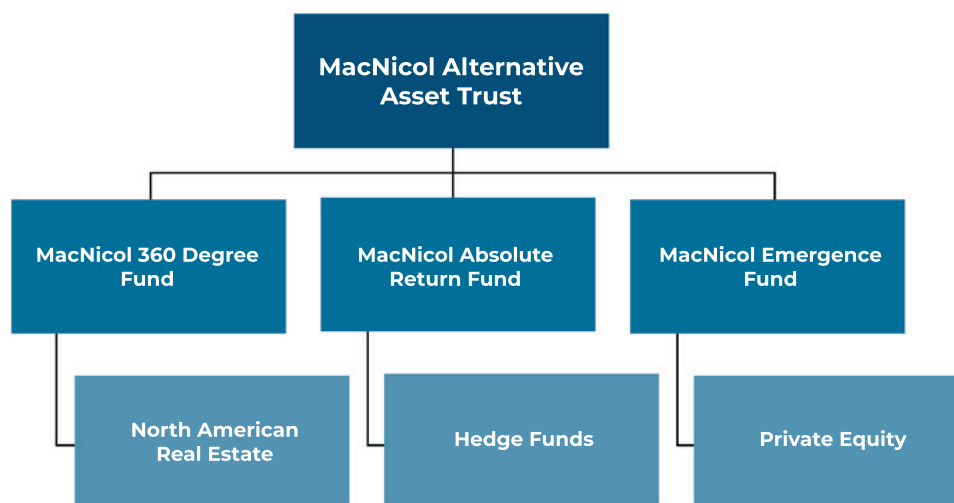 MacNicol Alternative
Asset Trust
MacNicol 360 Degree
Fund
MacNicol Absolute
Return Fund
MacNicol Emergence
Fund
North American
Real Estate
Hedge Funds
Private Equity